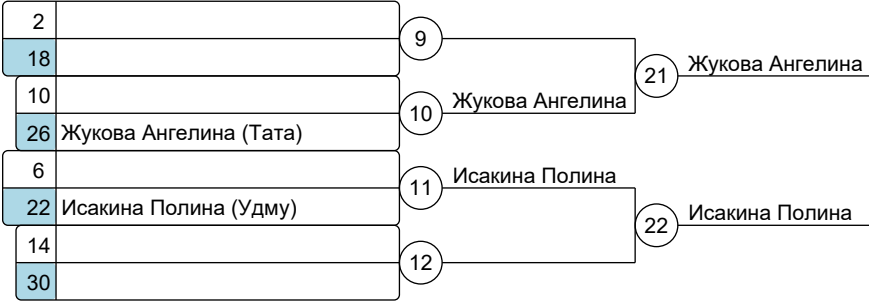 2
9
18
21 Жукова Ангелина
10
10 Жукова Ангелина
26 Жукова Ангелина (Тата)
6
11 Исакина Полина
22 Исакина Полина (Удму)
22 Исакина Полина
14
12
30